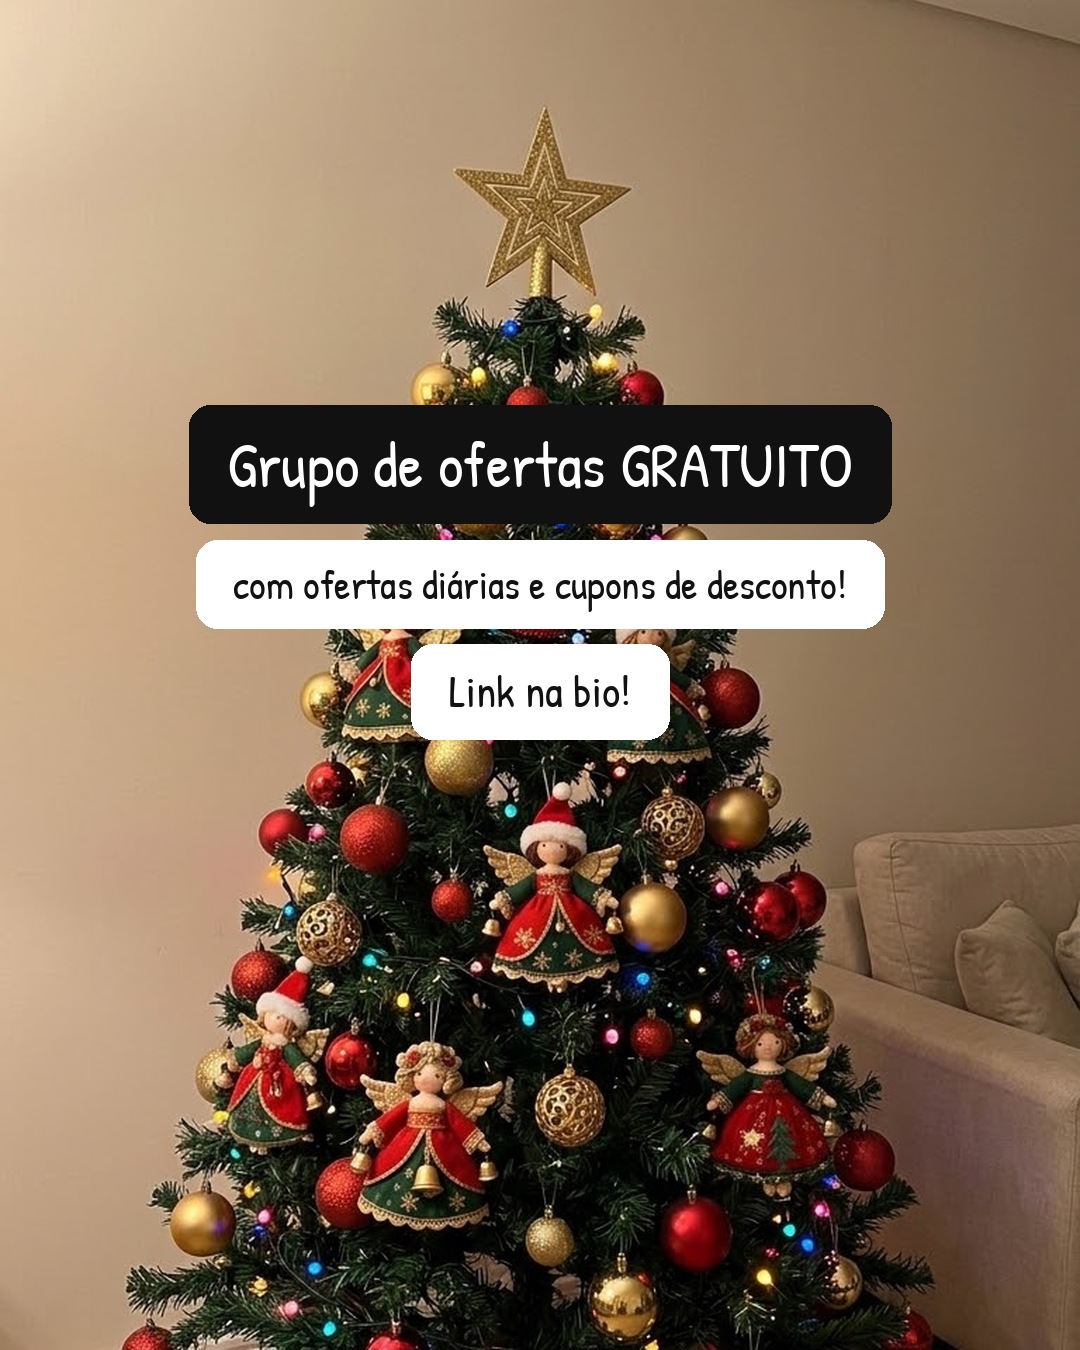 Grupo de ofertas GRATUITO
com ofertas diárias e cupons de desconto!
Link na bio!